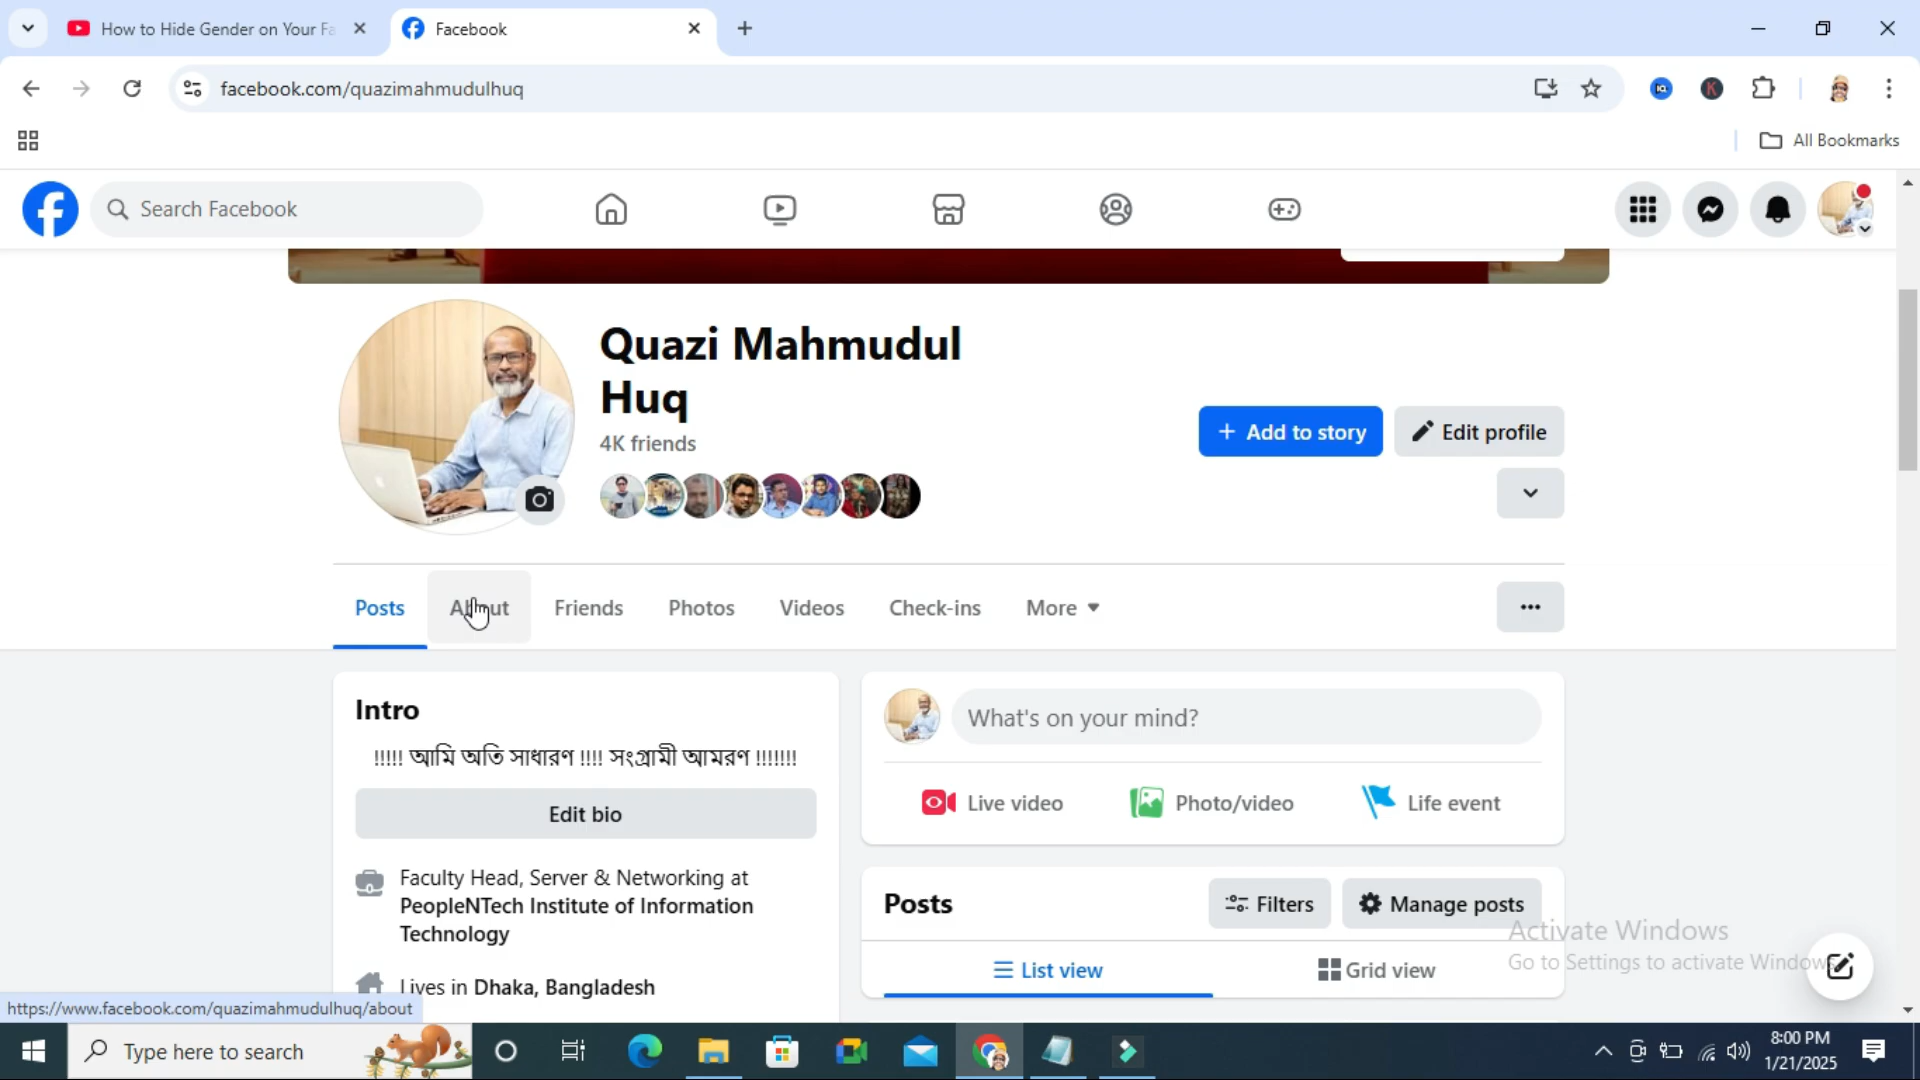 How to Hide Gender on Your Fa
Facebook
facebook.com/quazimahmudulhuq
All Bookmarks
Search Facebook
Quazi Mahmudul
Huq
4K friends
+ Add to story
Edit profile
Posts
About
Friends
Photos
Videos
Check-ins
More
Intro
!!!!! আমি অতি সাধারণ !!!! সংগ্রামী আমরণ !!!!!!!
Edit bio
Faculty Head, Server & Networking at
PeopleNTech Institute of Information
Technology
Lives in Dhaka, Bangladesh
What's on your mind?
Live video
Photo/video
Life event
Posts
Filters
Manage posts
List view
Grid view
Activate Windows
Go to Settings to activate Windows
https://www.facebook.com/quazimahmudulhuq/about
Type here to search
8:00 PM
1/21/2025